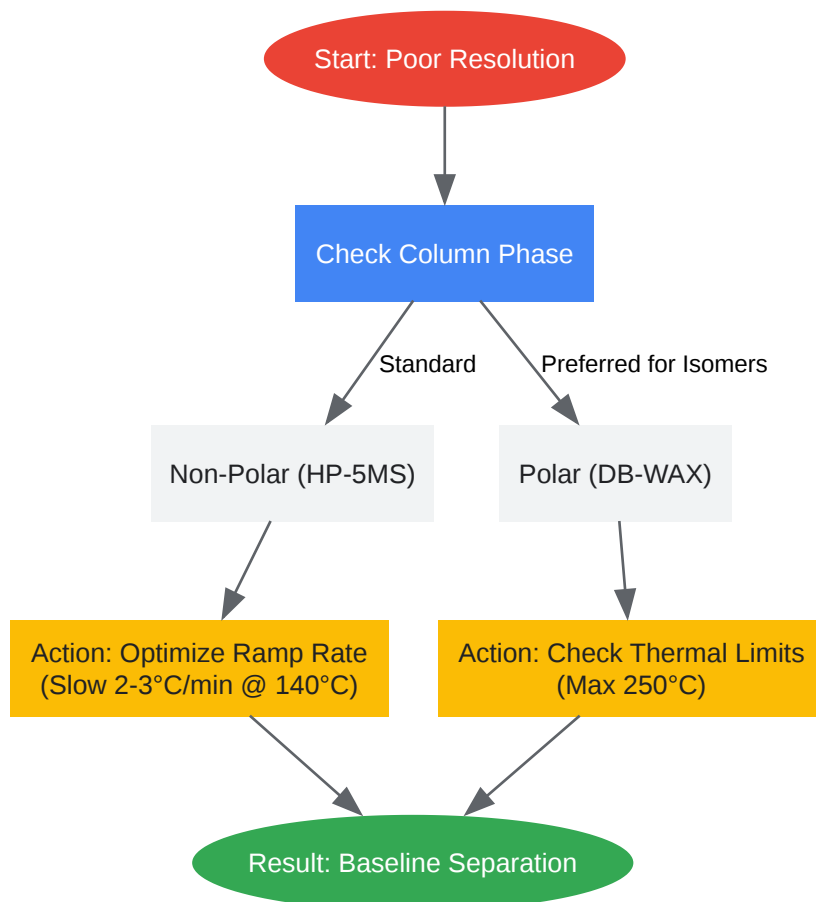 Start: Poor Resolution
Check Column Phase
Standard
Preferred for Isomers
Non-Polar (HP-5MS)
Polar (DB-WAX)
Action: Optimize Ramp Rate
(Slow 2-3°C/min @ 140°C)
Action: Check Thermal Limits
(Max 250°C)
Result: Baseline Separation